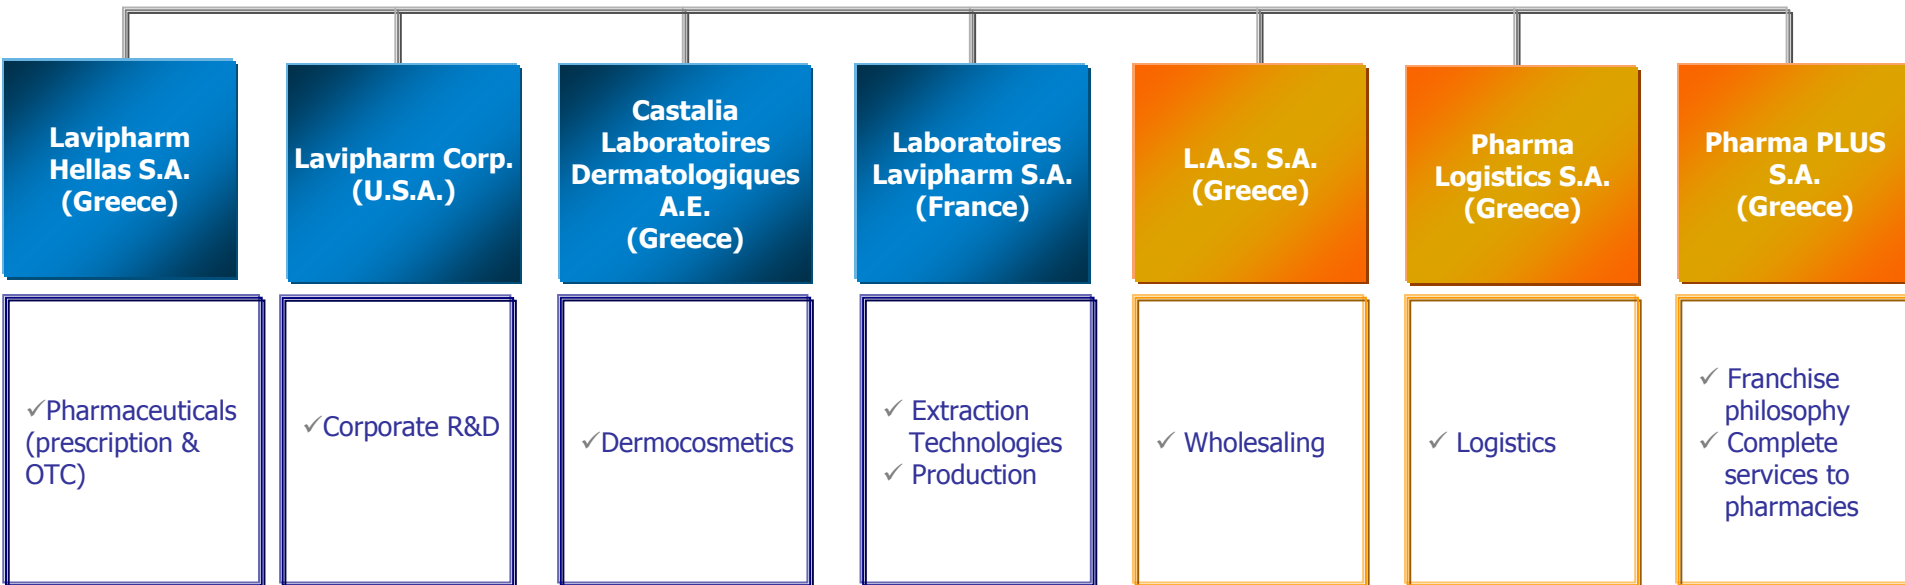 Lavipharm
Hellas S.A.
(Greece)
Lavipharm Corp.
(U.S.A.)
Castalia
Laboratoires
Dermatologiques
A.E.
(Greece)
Laboratoires
Lavipharm S.A.
(France)
L.A.S. S.A.
(Greece)
Pharma
Logistics S.A.
(Greece)
Pharma PLUS
S.A.
(Greece)
✓Pharmaceuticals
(prescription &
OTC)
✓Corporate R&D
✓Dermocosmetics
✓ Extraction
Technologies
✓ Production
✓ Wholesaling
✓ Logistics
✓ Franchise
philosophy
✓ Complete
services to
pharmacies